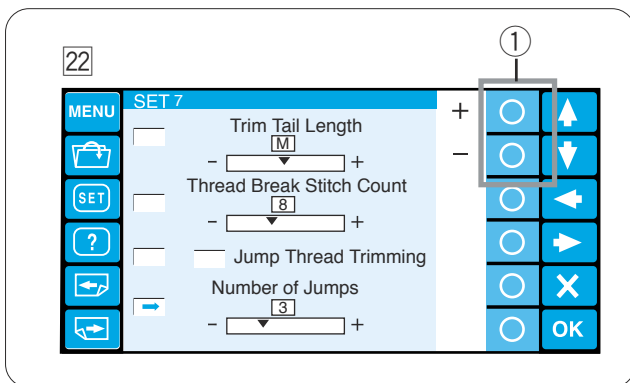 ①
22
MENU
SET 7
Trim Tail Length
M
- +
Thread Break Stitch Count
8
- +
Jump Thread Trimming
Number of Jumps
3
- +
SET
?
+
−
X
OK